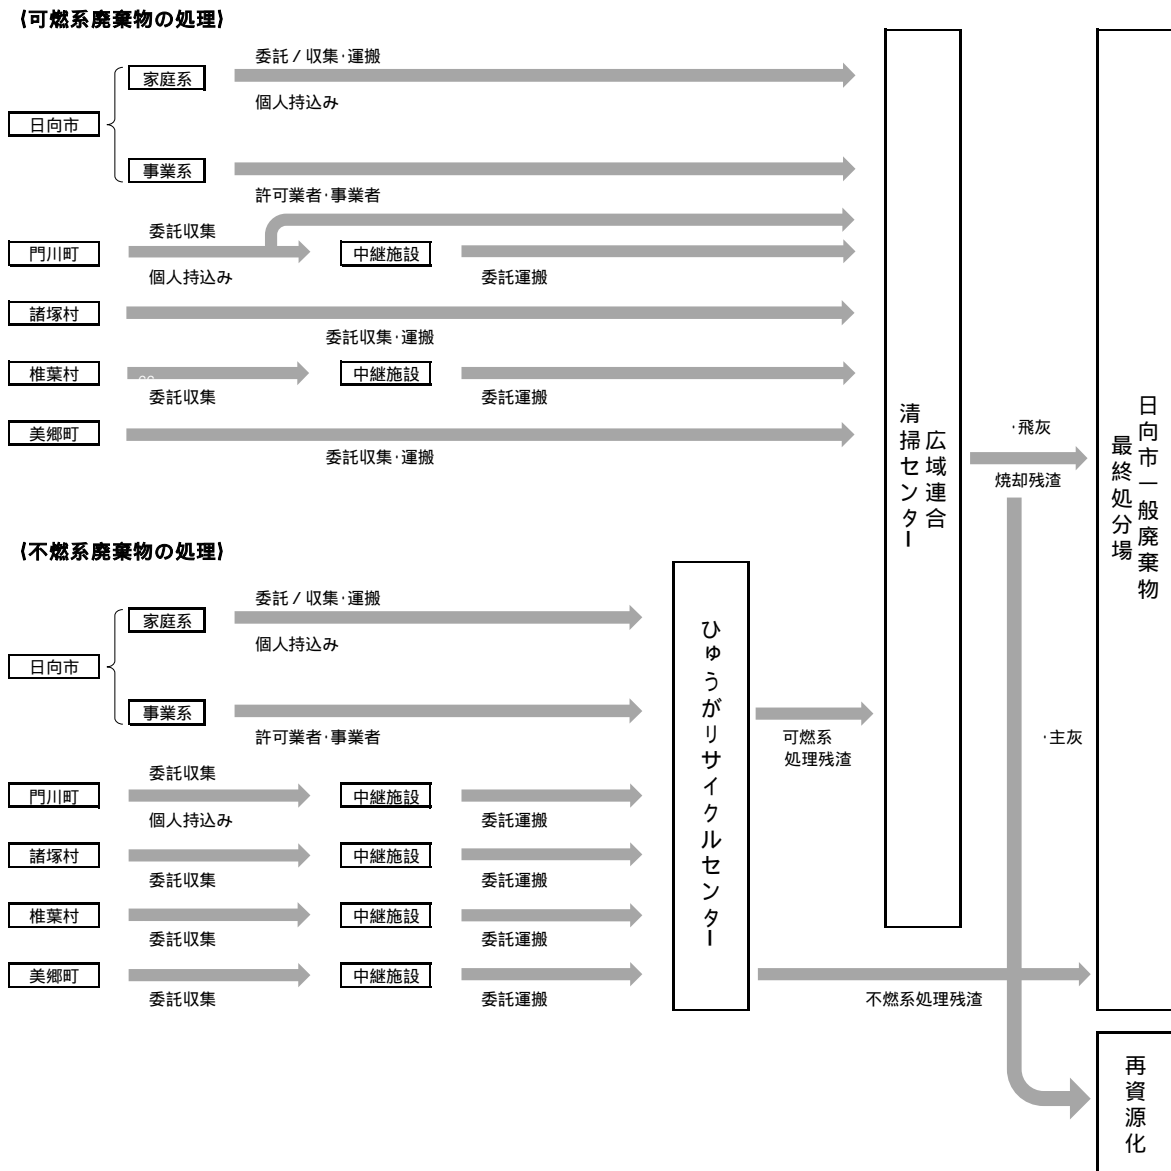 (可燃系廃棄物の処理)
委託/収集・運搬
家庭系
個人持込み
日向市
事業系
許可業者・事業者
委託収集
門川町
中継施設
個人持込み
委託運搬
諸塚村
委託収集・運搬
椎葉村
中継施設
委託収集
委託運搬
美郷町
委託収集・運搬
広域連合
清掃センター
・飛灰
焼却残渣
日向市一般廃棄物
最終処分場
(不燃系廃棄物の処理)
委託/収集・運搬
家庭系
個人持込み
日向市
事業系
許可業者・事業者
委託収集
門川町
中継施設
個人持込み
委託運搬
諸塚村
中継施設
委託収集
委託運搬
椎葉村
中継施設
委託収集
委託運搬
美郷町
中継施設
委託収集
委託運搬
ひゅうがリサイクルセンター
可燃系
処理残渣
・主灰
不燃系処理残渣
再資源化